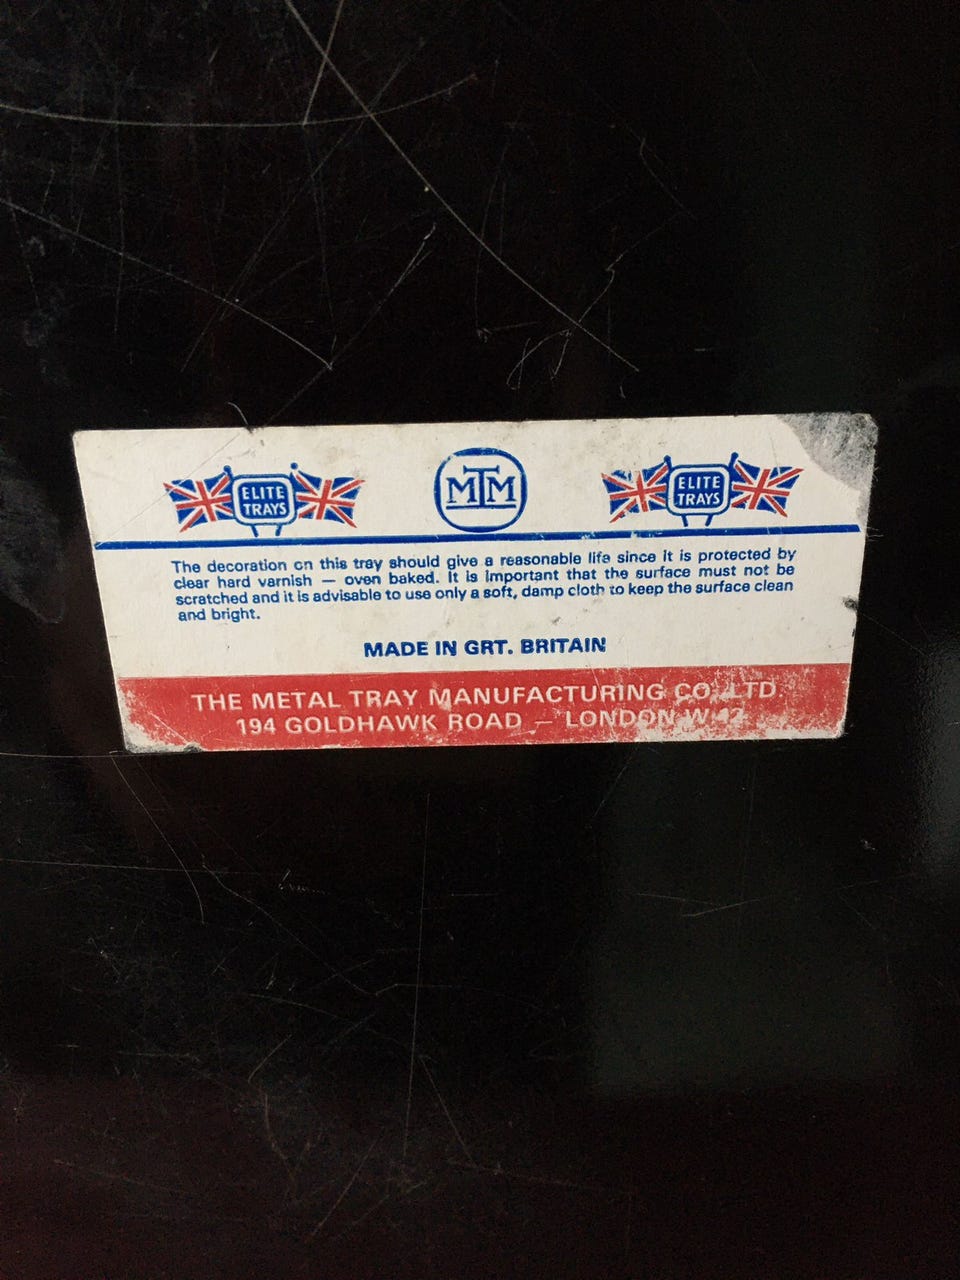 ELITE
TRAYS
MTM
ELITE
TRAYS
The decoration on this tray should give a reasonable life since it is protected by
clear hard varnish — oven baked. It is important that the surface must not be
scratched and it is advisable to use only a soft, damp cloth to keep the surface clean
and bright.
MADE IN GRT. BRITAIN
THE METAL TRAY MANUFACTURING CO. LTD
194 GOLDHAWK ROAD — LONDON W.12